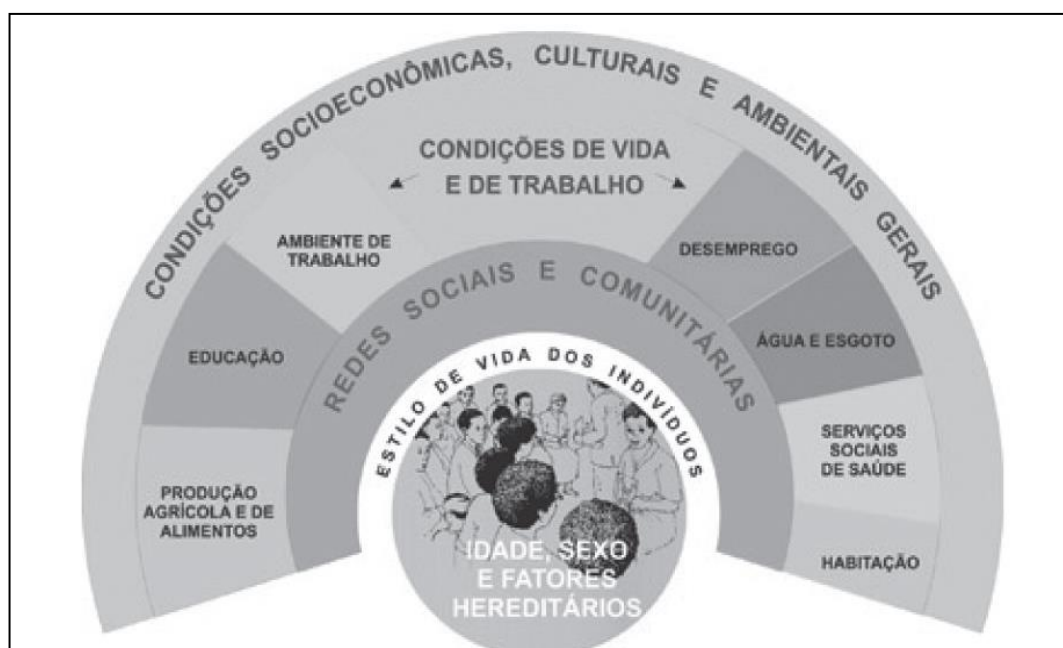 CONDIÇÕES SOCIOECONÔMICAS, CULTURAIS E AMBIENTAIS GERAIS
CONDIÇÕES DE VIDA
E DE TRABALHO
AMBIENTE DE
TRABALHO
DESEMPREGO
REDES SOCIAIS E COMUNITÁRIAS
EDUCAÇÃO
ÁGUA E ESGOTO
ESTILO DE VIDA DOS INDIVÍDUOS
PRODUÇÃO
AGRÍCOLA E DE
ALIMENTOS
SERVIÇOS
SOCIAIS
DE SAÚDE
HABITAÇÃO
IDADE, SEXO
E FATORES
HEREDITÁRIOS